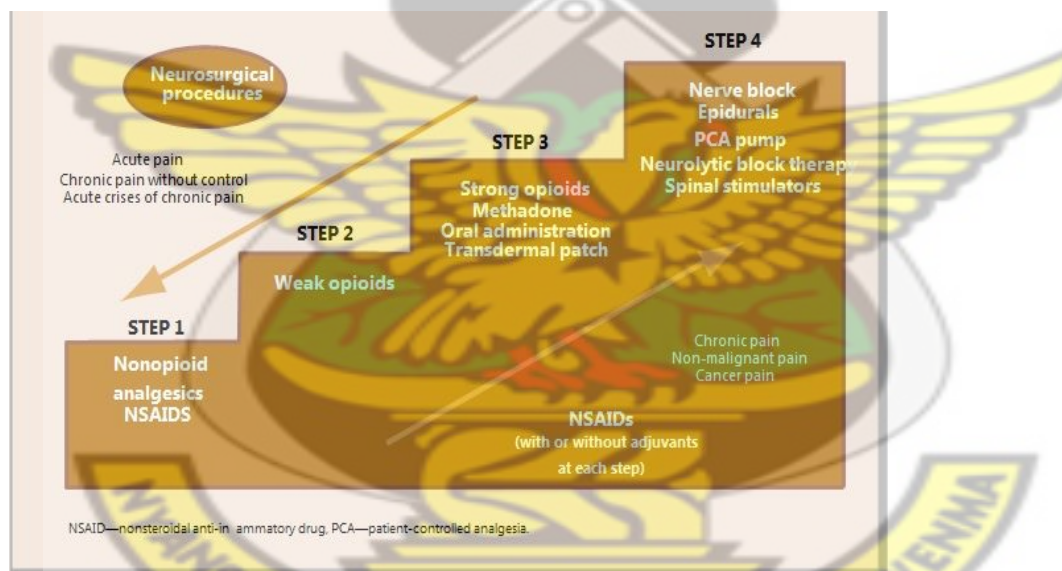 STEP 4
Neurosurgical
procedures
Nerve block
Epidurals
PCA pump
Neurolytic block therapy
Spinal stimulators
STEP 3
Acute pain
Chronic pain without control
Acute crises of chronic pain
Strong opioids
Methadone
Oral administration
Transdermal patch
STEP 2
Weak opioids
STEP 1
Nonopioid
analgesics
NSAIDS
Chronic pain
Non-malignant pain
Cancer pain
NSAIDs
(with or without adjuvants
at each step)
NSAID—nonsteroidal anti-in ammatory drug, PCA—patient-controlled analgesia.
NYANS
YENMA